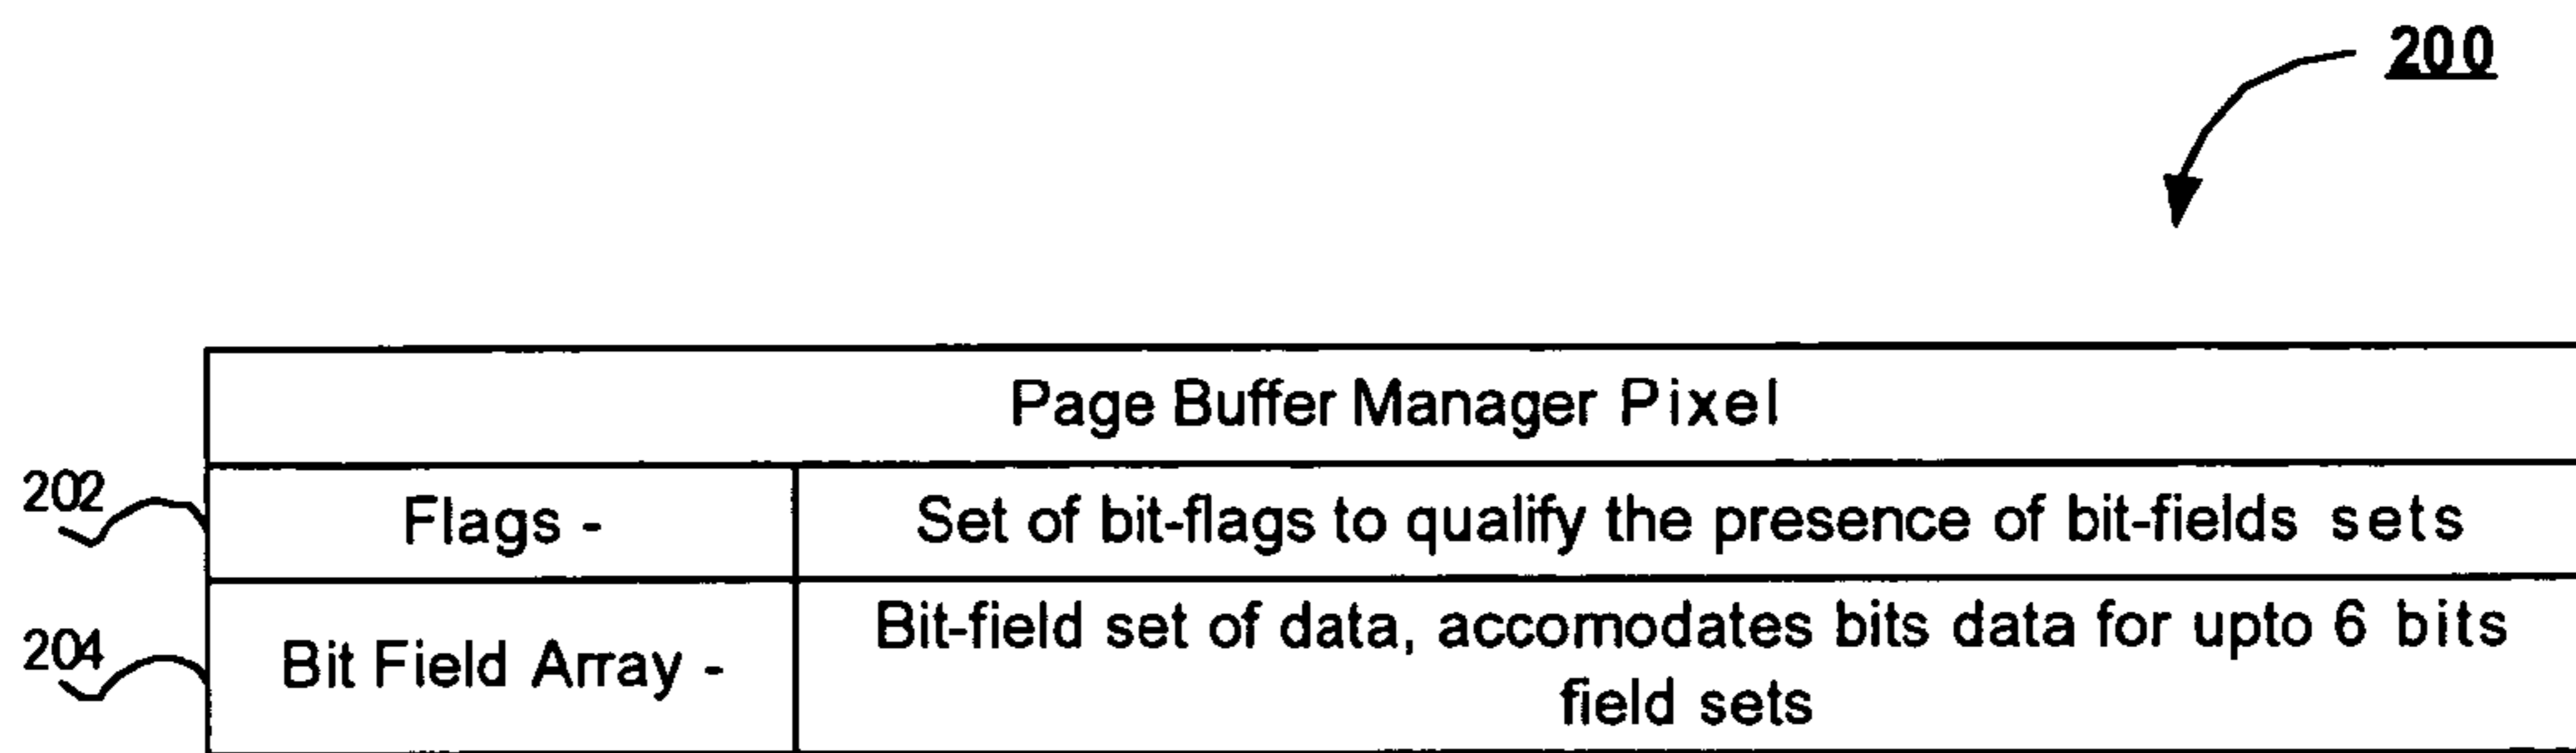 200
Page Buffer Manager Pixel
202
Flags -
Set of bit-flags to qualify the presence of bit-fields sets
204
Bit Field Array -
Bit-field set of data, accomodates bits data for upto 6 bits
field sets